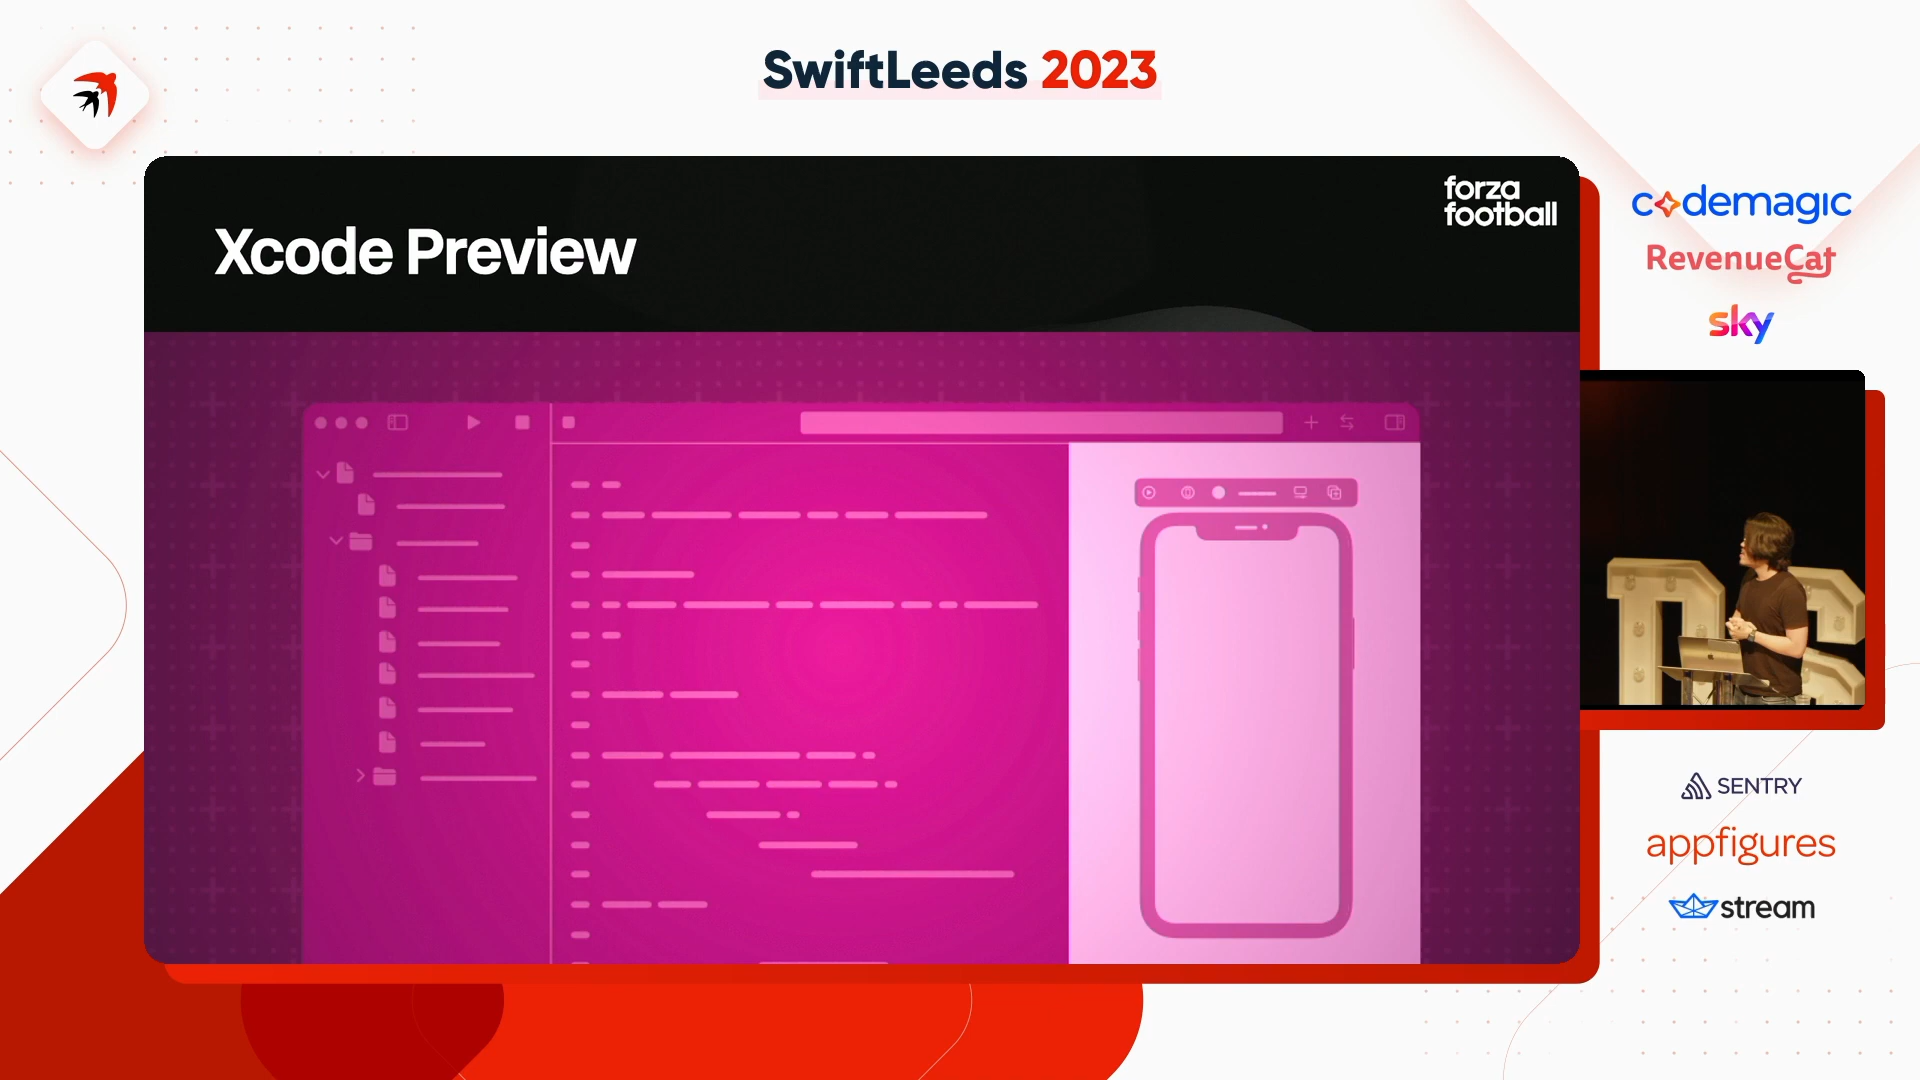 SwiftLeeds 2023
forza
football
Xcode Preview
codemagic
RevenueCat
sky
SENTRY
appfigures
stream